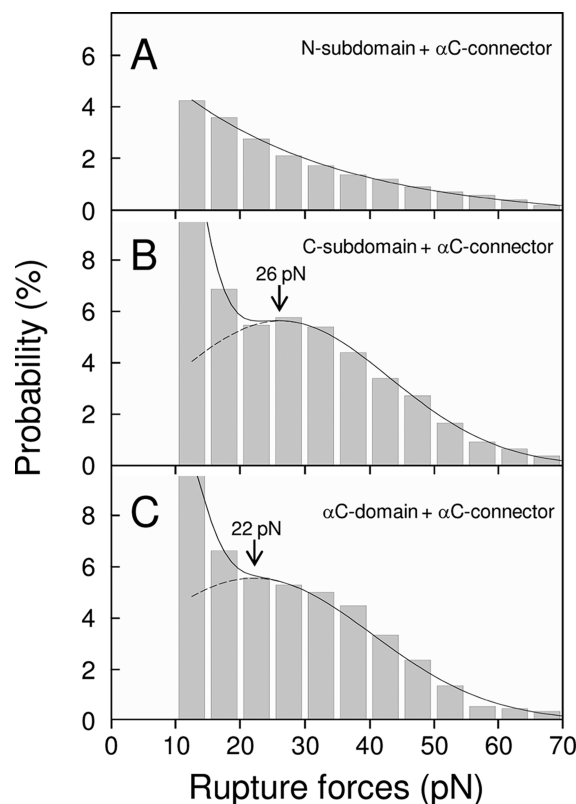 A
N-subdomain + αC-connector
6
4
2
0
B
C-subdomain + αC-connector
26 pN
8
6
4
2
0
C
αC-domain + αC-connector
22 pN
8
6
4
2
0
0 10 20 30 40 50 60 70
Rupture forces (pN)
Probability (%)